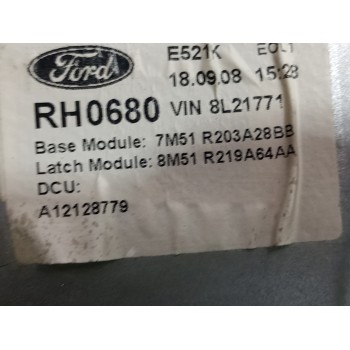 Ford
E521K EOL1
18.09.08 15:28
RH0680 VIN 8L21771
Base Module: 7M51 R203A28BB
Latch Module: 8M51 R219A64AA
DCU:
A12128779